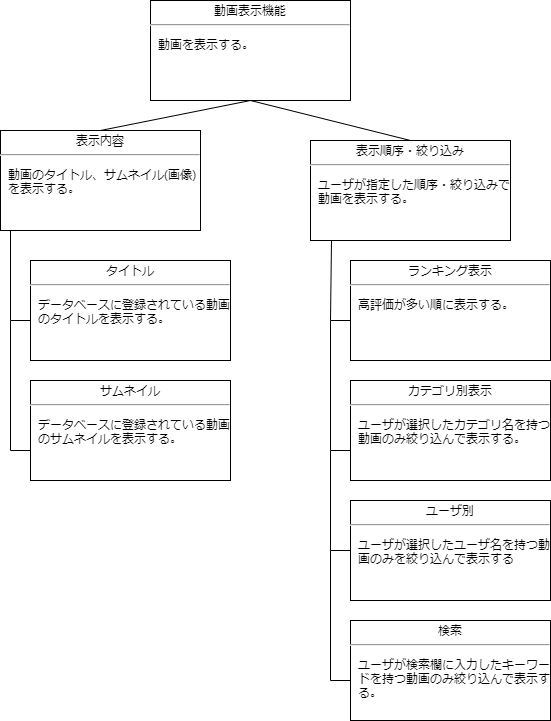 動画表示機能
動画を表示する。
表示内容
動画のタイトル、サムネイル(画像)
を表示する。
タイトル
データベースに登録されている動画
のタイトルを表示する。
サムネイル
データベースに登録されている動画
のサムネイルを表示する。
表示順序・絞り込み
ユーザが指定した順序・絞り込みで
動画を表示する。
ランキング表示
高評価が多い順に表示する。
カテゴリ別表示
ユーザが選択したカテゴリ名を持つ
動画のみ絞り込んで表示する。
ユーザ別
ユーザが選択したユーザ名を持つ動
画のみを絞り込んで表示する
検索
ユーザが検索欄に入力したキーワー
ドを持つ動画のみ絞り込んで表示す
る。